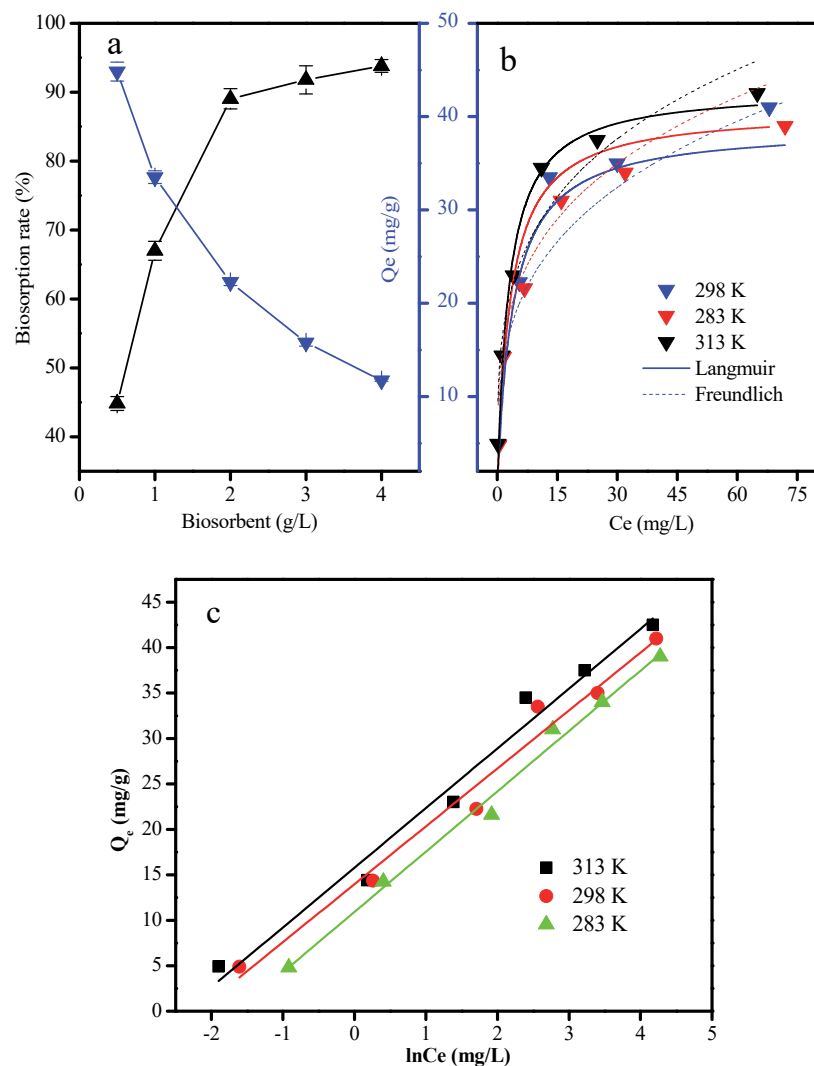 a
100
90
80
70
60
50
40
Biosorption rate (%)
0
1
2
3
4
Biosorbent (g/L)
50
40
30
20
10
Qe (mg/g)
b
298 K
283 K
313 K
Langmuir
Freundlich
0
15
30
45
60
75
Ce (mg/L)
c
45
40
35
30
25
20
15
10
5
0
Qe (mg/g)
313 K
298 K
283 K
-2
-1
0
1
2
3
4
5
lnCe (mg/L)